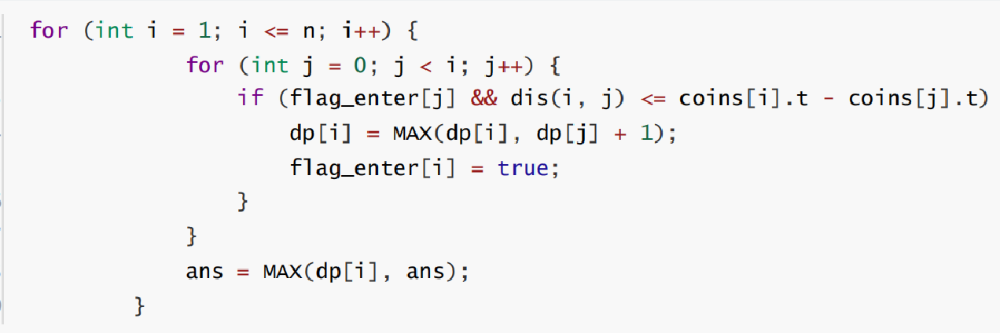 for (int i = 1; i <= n; i++) {
for (int j = 0; j < i; j++) {
if (flag_enter[j] && dis(i, j) <= coins[i].t - coins[j].t)
dp[i] = MAX(dp[i], dp[j] + 1);
flag_enter[i] = true;
}
}
ans = MAX(dp[i], ans);
}